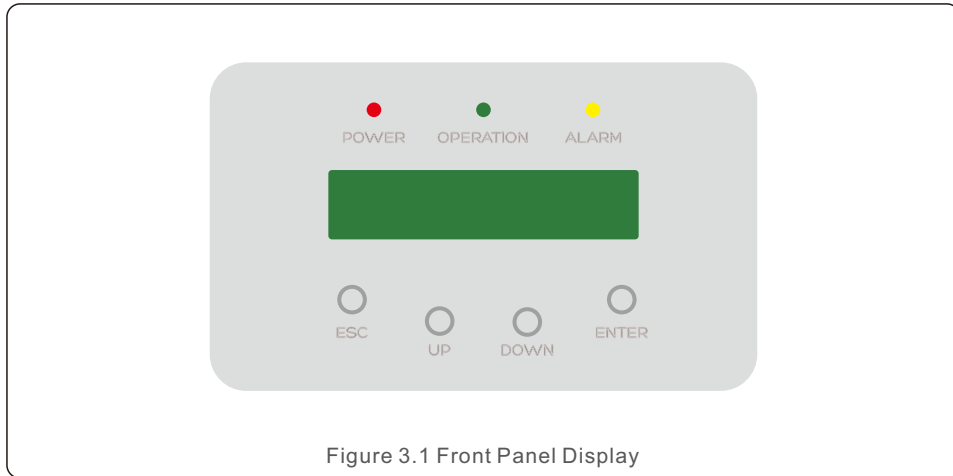 POWER OPERATION ALARM
ESC UP DOWN ENTER
Figure 3.1 Front Panel Display